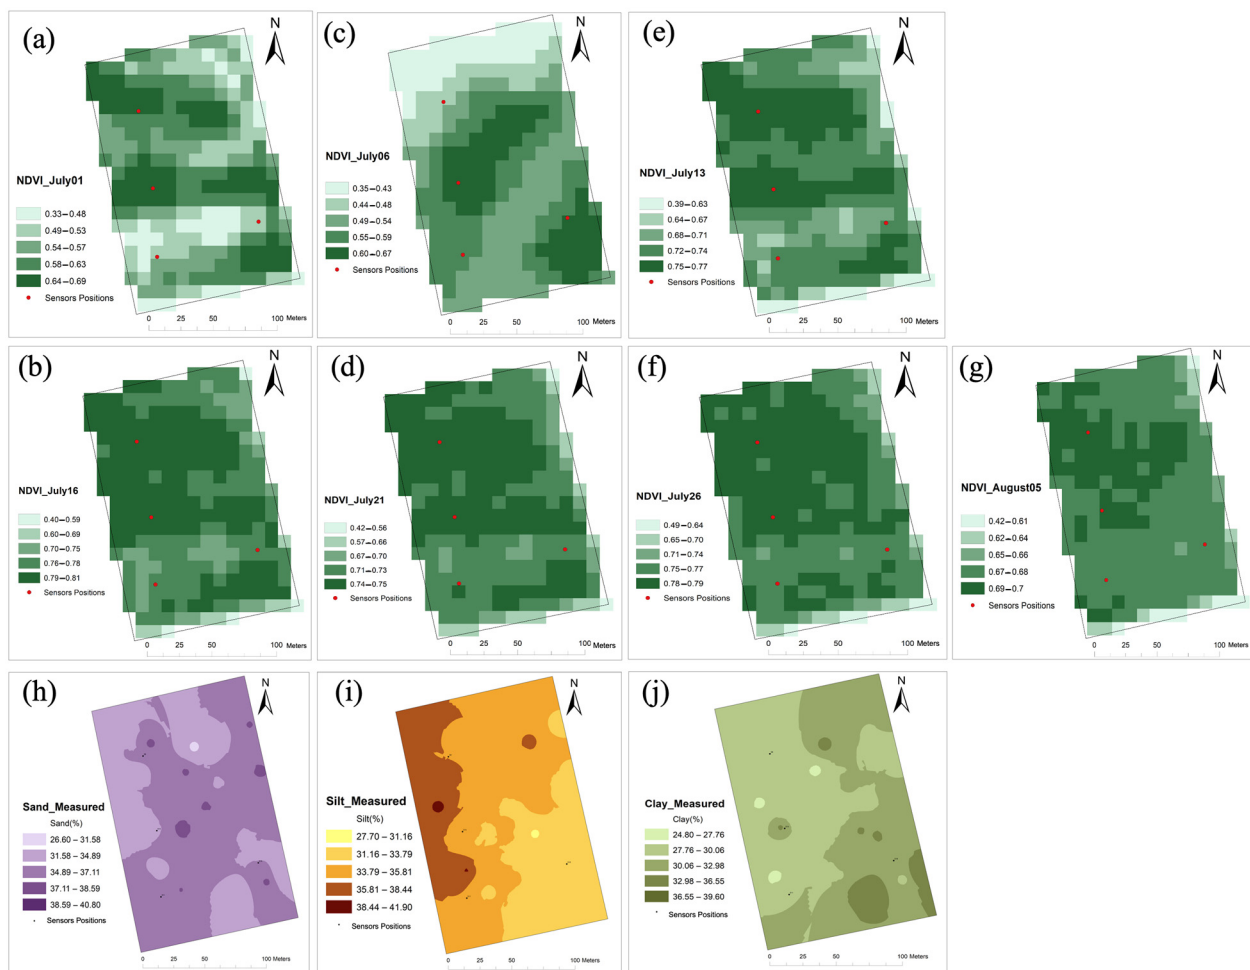 (a)
N
NDVI_July01
0.33–0.48
0.49–0.53
0.54–0.57
0.58–0.63
0.64–0.69
Sensors Positions
0 25 50 100 Meters
(c)
N
NDVI_July06
0.35–0.43
0.44–0.48
0.49–0.54
0.55–0.59
0.60–0.67
Sensors Positions
0 25 50 100 Meters
(e)
N
NDVI_July13
0.39–0.63
0.64–0.67
0.68–0.71
0.72–0.74
0.75–0.77
Sensors Positions
0 25 50 100 Meters
(b)
N
NDVI_July16
0.40–0.59
0.60–0.69
0.70–0.75
0.76–0.78
0.79–0.81
Sensors Positions
0 25 50 100 Meters
(d)
N
NDVI_July21
0.42–0.56
0.57–0.66
0.67–0.70
0.71–0.73
0.74–0.75
Sensors Positions
0 25 50 100 Meters
(f)
N
NDVI_July26
0.49–0.64
0.65–0.70
0.71–0.74
0.75–0.77
0.78–0.79
Sensors Positions
0 25 50 100 Meters
(g)
N
NDVI_August05
0.42–0.61
0.62–0.64
0.65–0.66
0.67–0.68
0.69–0.7
Sensors Positions
0 25 50 100 Meters
(h)
N
Sand_Measured
Sand(%)
26.60 – 31.58
31.58 – 34.89
34.89 – 37.11
37.11 – 38.59
38.59 – 40.80
Sensors Positions
0 25 50 100 Meters
(i)
N
Silt_Measured
Silt(%)
27.70 – 31.16
31.16 – 33.79
33.79 – 35.81
35.81 – 38.44
38.44 – 41.90
Sensors Positions
0 25 50 100 Meters
(j)
N
Clay_Measured
Clay(%)
24.80 – 27.76
27.76 – 30.06
30.06 – 32.98
32.98 – 36.55
36.55 – 39.60
Sensors Positions
0 25 50 100 Meters